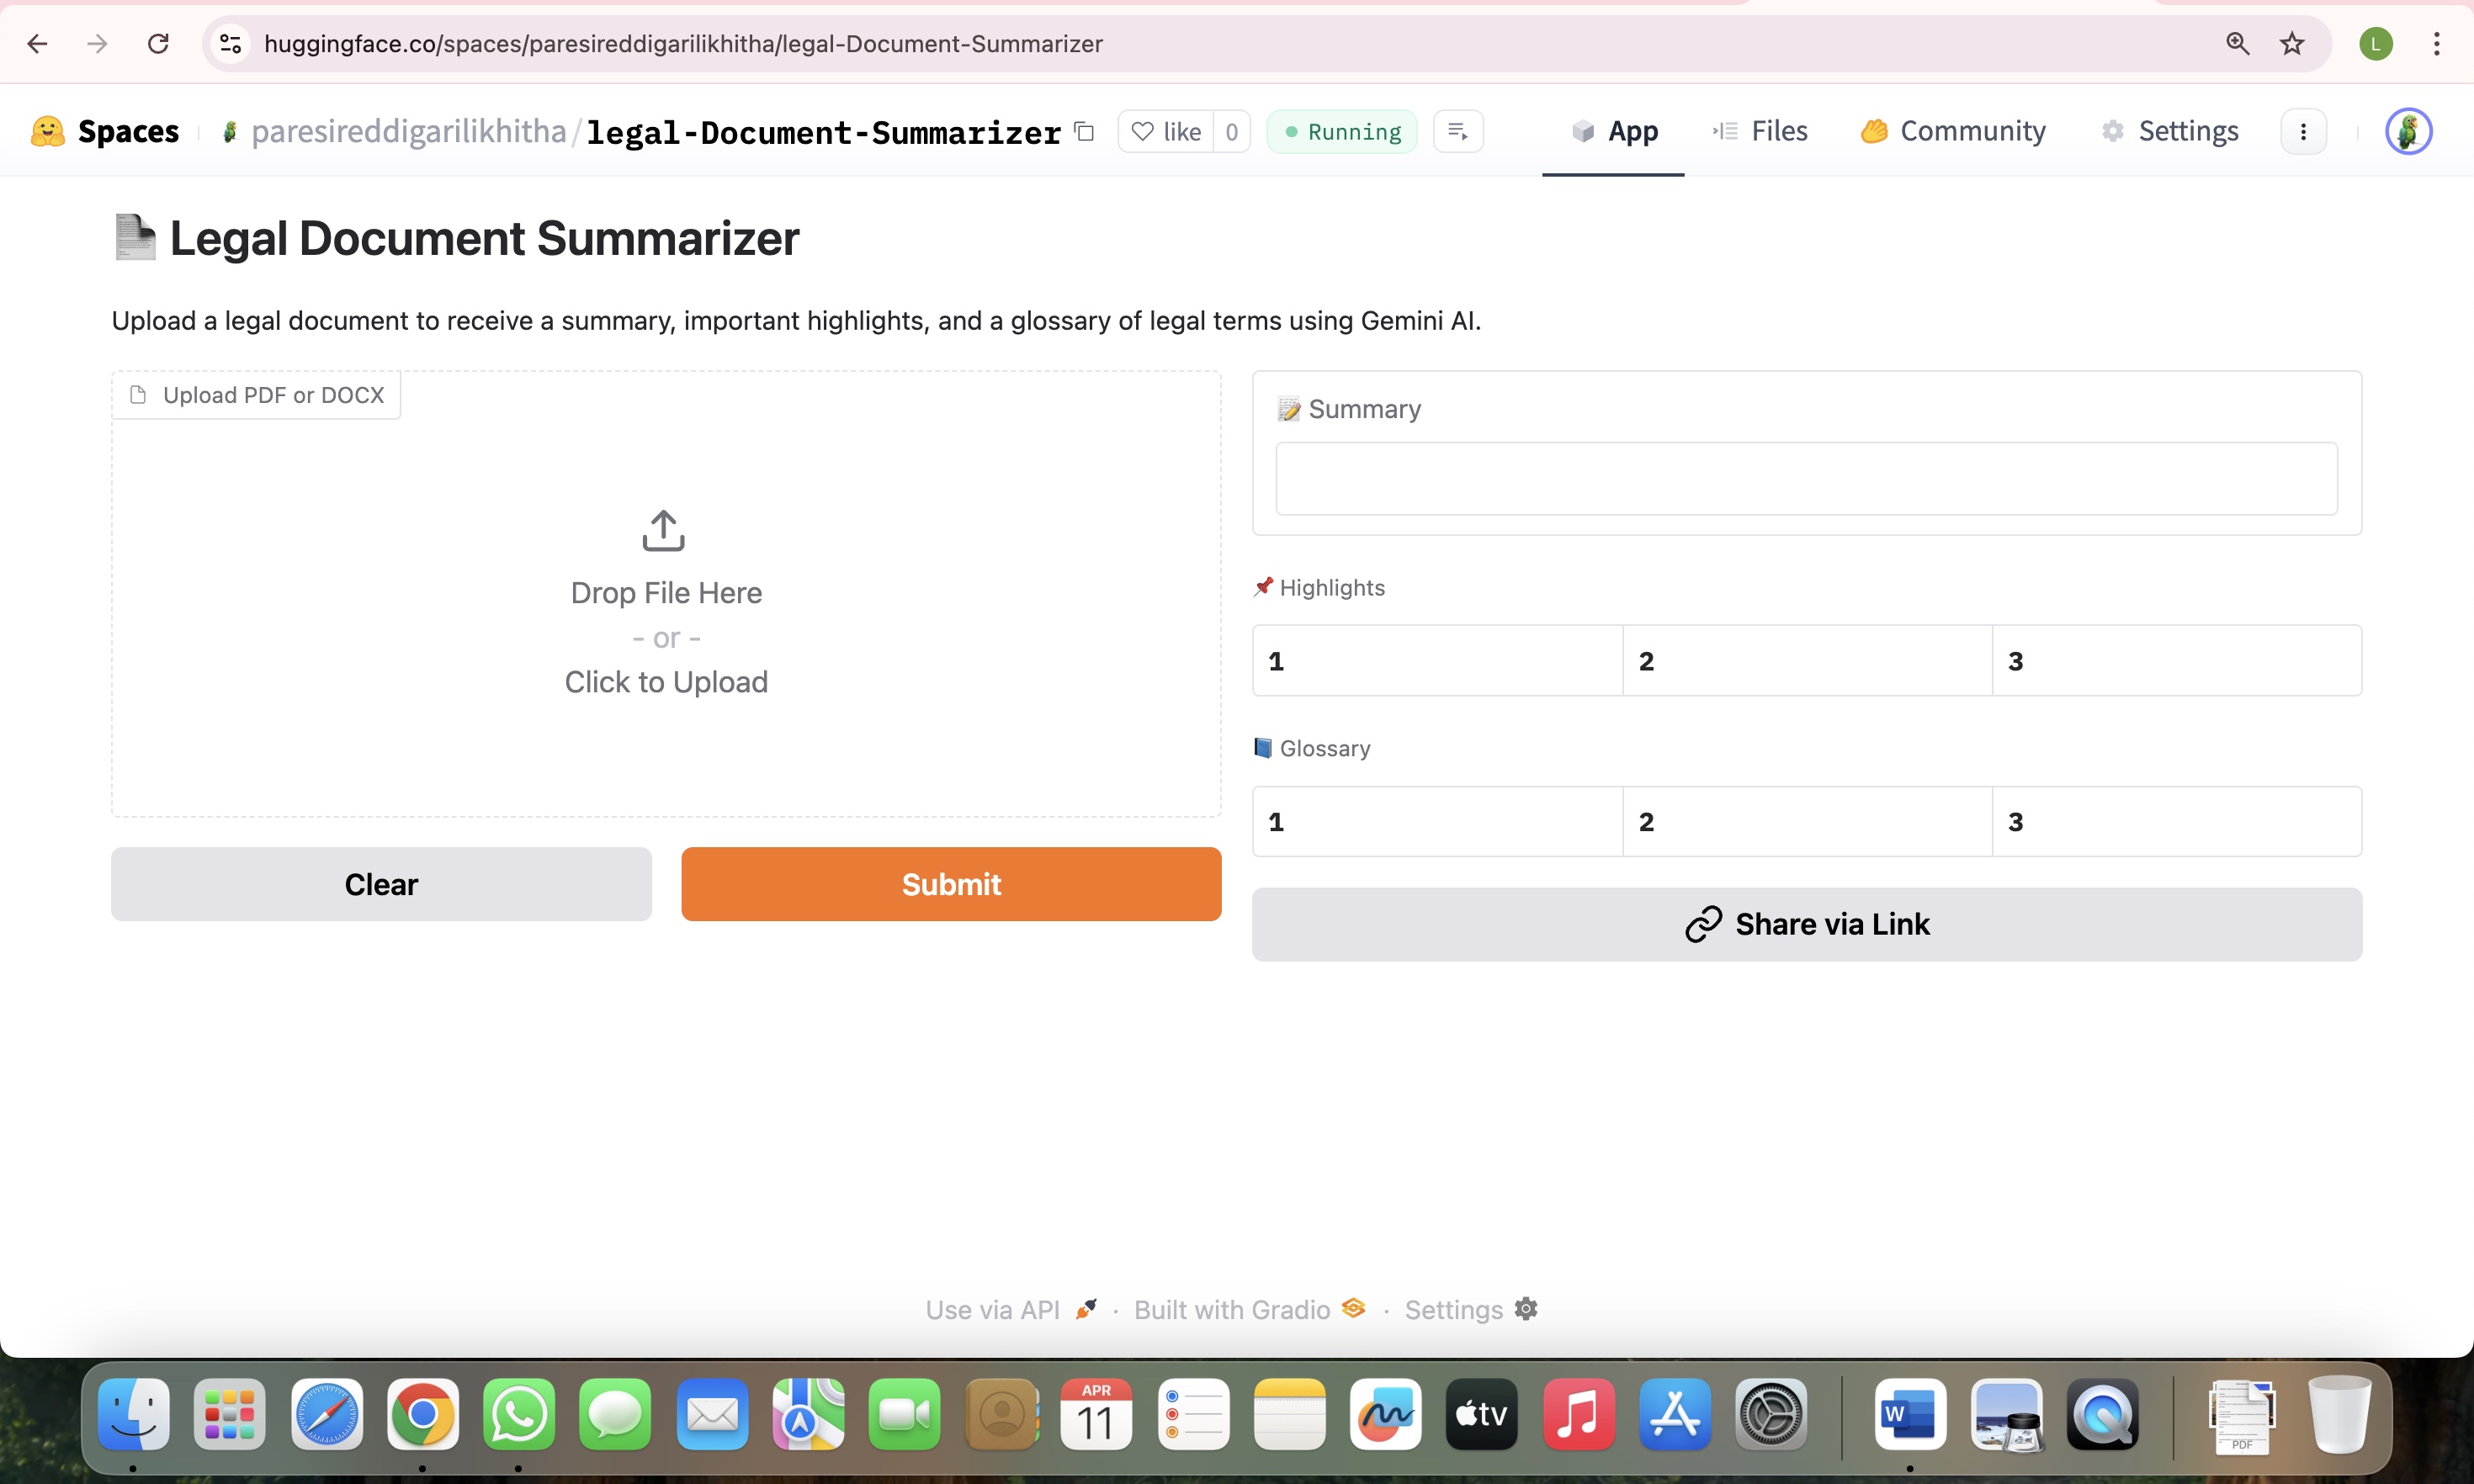 huggingface.co/spaces/paresireddigarilikhitha/legal-Document-Summarizer
L
Spaces paresireddigarilikhitha/legal-Document-Summarizer like 0 Running App Files Community Settings
Legal Document Summarizer
Upload a legal document to receive a summary, important highlights, and a glossary of legal terms using Gemini AI.
Upload PDF or DOCX
Drop File Here
- or -
Click to Upload
Clear
Submit
Summary
Highlights
1 2 3
Glossary
1 2 3
Share via Link
Use via API · Built with Gradio · Settings
APR
11
tv
W
PDF